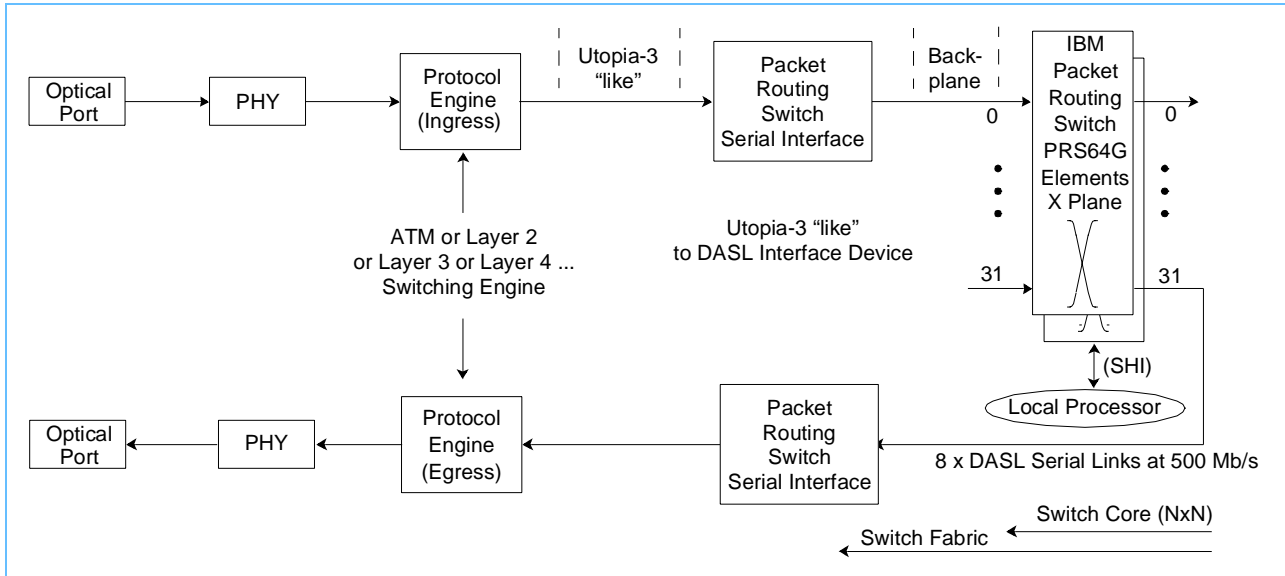 Optical
Port
PHY
Protocol
Engine
(Ingress)
Utopia-3
“like”
Packet
Routing
Switch
Serial Interface
Back-
plane
0
31
IBM
Packet
Routing
Switch
PRS64G
Elements
X Plane
0
31
ATM or Layer 2
or Layer 3 or Layer 4 ...
Switching Engine
Utopia-3 “like”
to DASL Interface Device
(SHI)
Local Processor
Optical
Port
PHY
Protocol
Engine
(Egress)
Packet
Routing
Switch
Serial Interface
8 x DASL Serial Links at 500 Mb/s
Switch Core (NxN)
Switch Fabric